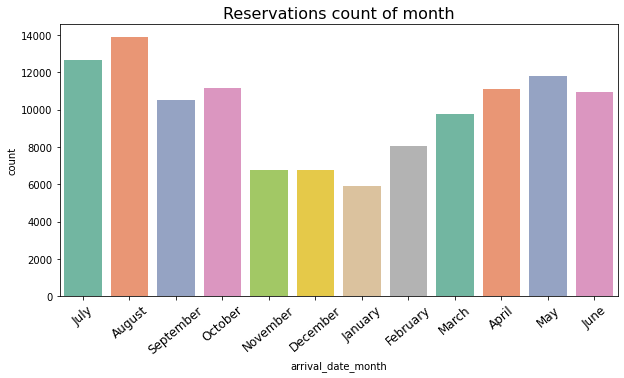 Reservations count of month
14000
12000
10000
8000
6000
4000
2000
0
count
July
August
September
October
November
December
January
February
March
April
May
June
arrival_date_month